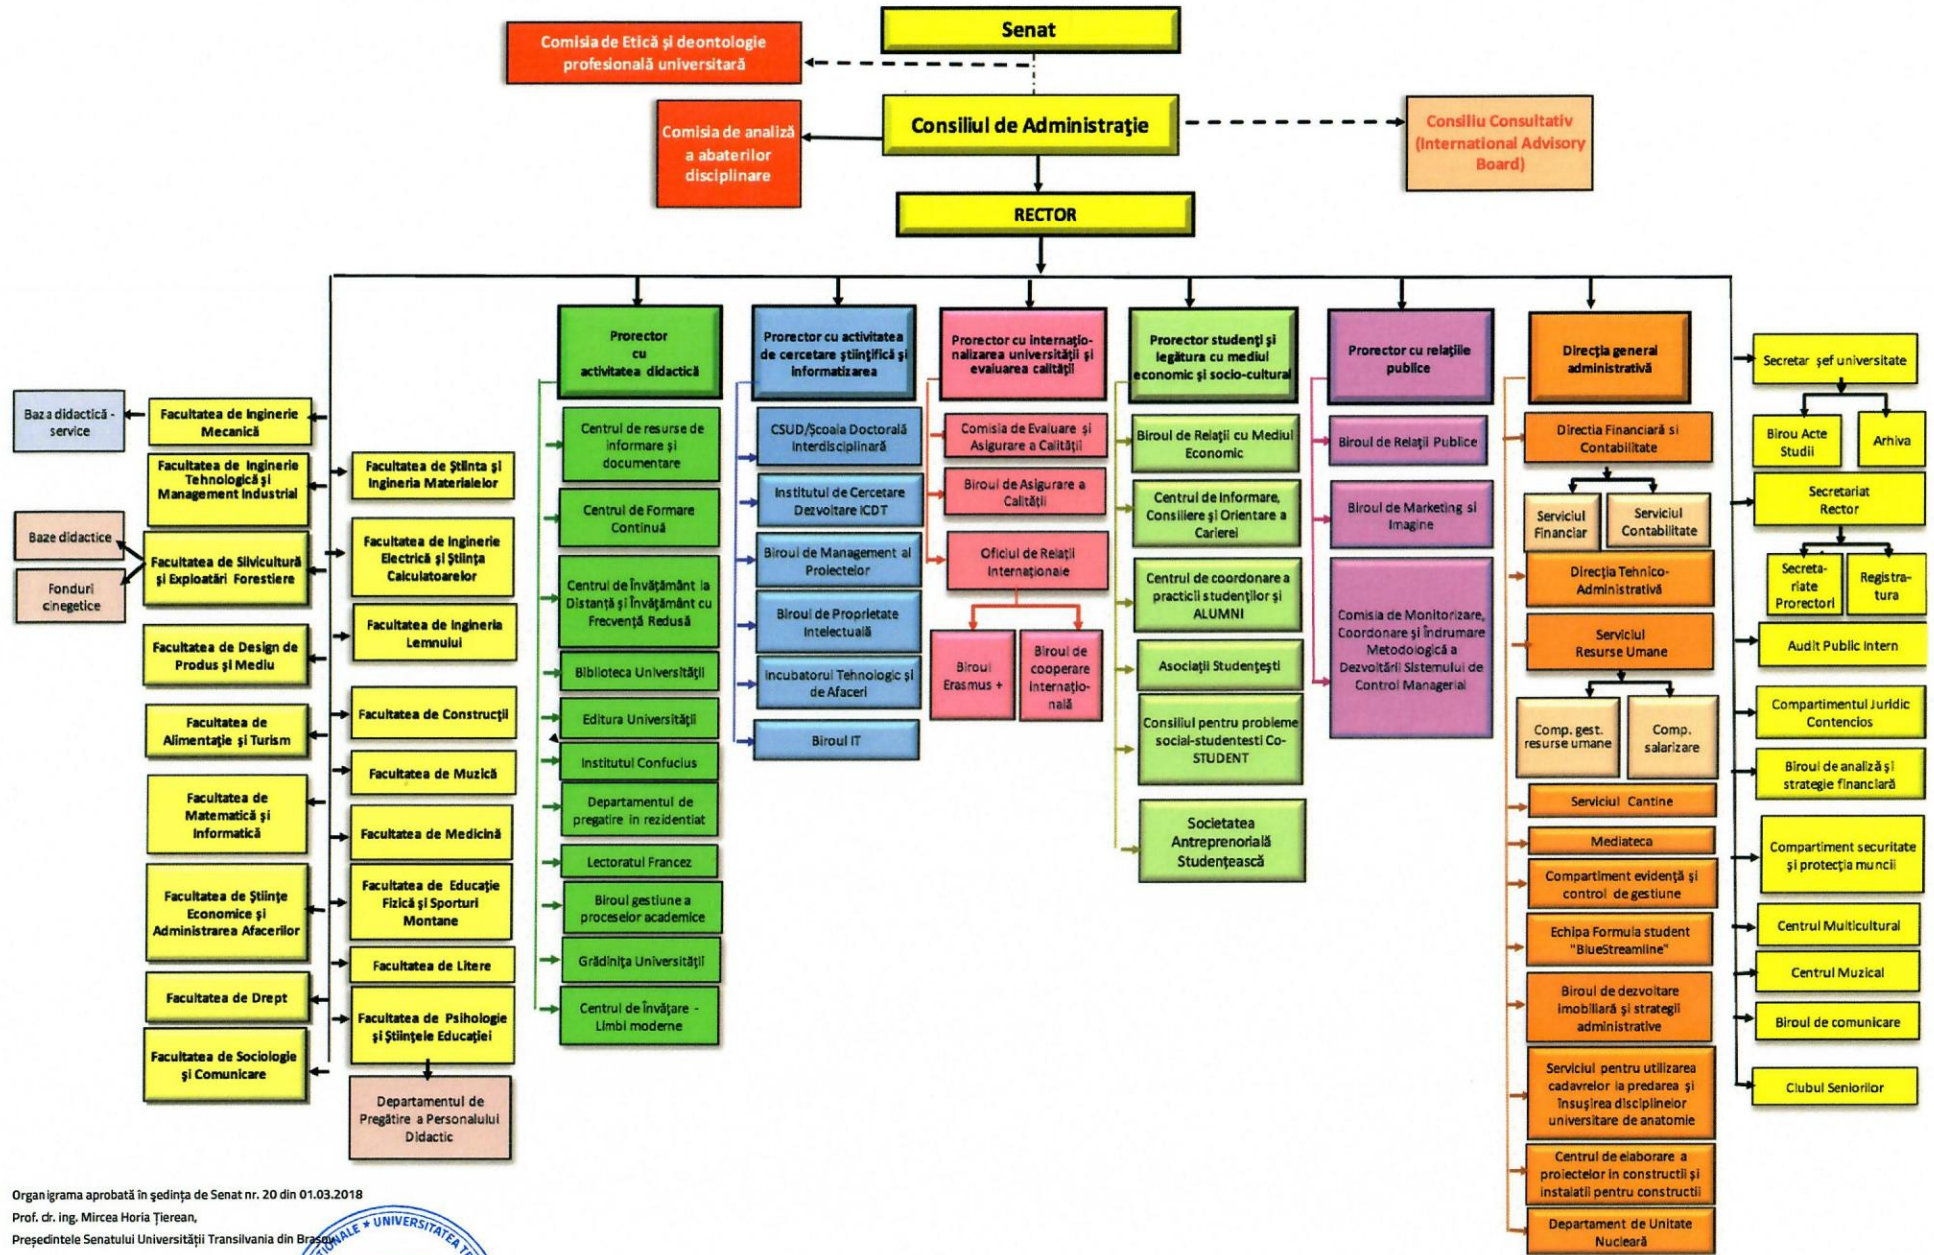 Senat
Comisia de Etică și deontologie
profesională universitară
Consiliul de Administrație
Comisia de analiză
a abaterilor
disciplinare
Consiliu Consultativ
(International Advisory
Board)
RECTOR
Baza didactică -
service
Facultatea de Inginerie
Mecanică
Facultatea de Inginerie
Tehnologică și
Management Industrial
Baze didactice
Fonduri
cinegetice
Facultatea de Silvicultură
și Exploatări Forestiere
Facultatea de Design de
Produs și Mediu
Facultatea de
Alimentație și Turism
Facultatea de
Matematică și
Informatică
Facultatea de Științe
Economice și
Administrarea Afacerilor
Facultatea de Drept
Facultatea de Sociologie
și Comunicare
Facultatea de Știinta și
Ingineria Materialelor
Facultatea de Inginerie
Electrică și Știința
Calculatoarelor
Facultatea de Ingineria
Lemnului
Facultatea de Construcții
Facultatea de Muzică
Facultatea de Medicină
Facultatea de Educație
Fizică și Sporturi
Montane
Facultatea de Litere
Facultatea de Psihologie
și Științele Educației
Departamentul de
Pregătire a Personalului
Didactic
Prorector
cu
activitatea didactică
Centrul de resurse de
informare și
documentare
Centrul de Formare
Continuă
Centrul de Învățământ la
Distanță și Învățământ cu
Frecvență Redusă
Biblioteca Universității
Editura Universității
Institutul Confucius
Departamentul de
pregatire in rezidentiat
Lectoratul Francez
Biroul gestiune a
proceselor academice
Grădinița Universității
Centrul de Învățare -
Limbi moderne
Prorector cu activitatea
de cercetare științifică și
informatizarea
CSUD/Școala Doctorală
Interdisciplinară
Institutul de Cercetare
Dezvoltare ICDT
Biroul de Management al
Proiectelor
Biroul de Proprietate
Intelectuală
Incubatorul Tehnologic și
de Afaceri
Biroul IT
Prorector cu internațio-
nalizarea universității și
evaluarea calității
Comisia de Evaluare și
Asigurare a Calității
Biroul de Asigurare a
Calității
Oficiul de Relații
Internaționale
Biroul
Erasmus +
Biroul de
cooperare
internațio-
nală
Prorector studenți și
legătura cu mediul
economic și socio-cultural
Biroul de Relații cu Mediul
Economic
Centrul de Informare,
Consiliere și Orientare a
Carierei
Centrul de coordonare a
practicii studenților și
ALUMNI
Asociații Studențești
Consiliul pentru probleme
social-studentesti Co-
STUDENT
Societatea
Antreprenorială
Studențească
Prorector cu relațiile
publice
Biroul de Relații Publice
Biroul de Marketing si
Imagine
Comisia de Monitorizare,
Coordonare și Îndrumare
Metodologică a
Dezvoltării Sistemului de
Control Managerial
Direcția general
administrativă
Directia Financiară si
Contabilitate
Serviciul
Financiar
Serviciul
Contabilitate
Direcția Tehnico-
Administrativă
Serviciul
Resurse Umane
Comp. gest.
resurse umane
Comp.
salarizare
Serviciul Cantine
Mediateca
Compartiment evidență și
control de gestiune
Echipa Formula student
"BlueStreamline"
Biroul de dezvoltare
imobiliară și strategii
administrative
Serviciul pentru utilizarea
cadavrelor la predarea și
însușirea disciplinelor
universitare de anatomie
Centrul de elaborare a
proiectelor in constructii și
instalatii pentru constructii
Departament de Unitate
Nucleară
Secretar șef universitate
Birou Acte
Studii
Arhiva
Secretariat
Rector
Secreta-
riate
Prorectori
Registra-
tura
Audit Public Intern
Compartimentul Juridic
Contencios
Biroul de analiză și
strategie financiară
Compartiment securitate
și protecția muncii
Centrul Multicultural
Centrul Muzical
Biroul de comunicare
Clubul Seniorilor
Organigrama aprobată în ședința de Senat nr. 20 din 01.03.2018
Prof. dr. ing. Mircea Horia Țierean,
Președintele Senatului Universității Transilvania din Brașov
UNIVERSITATEA